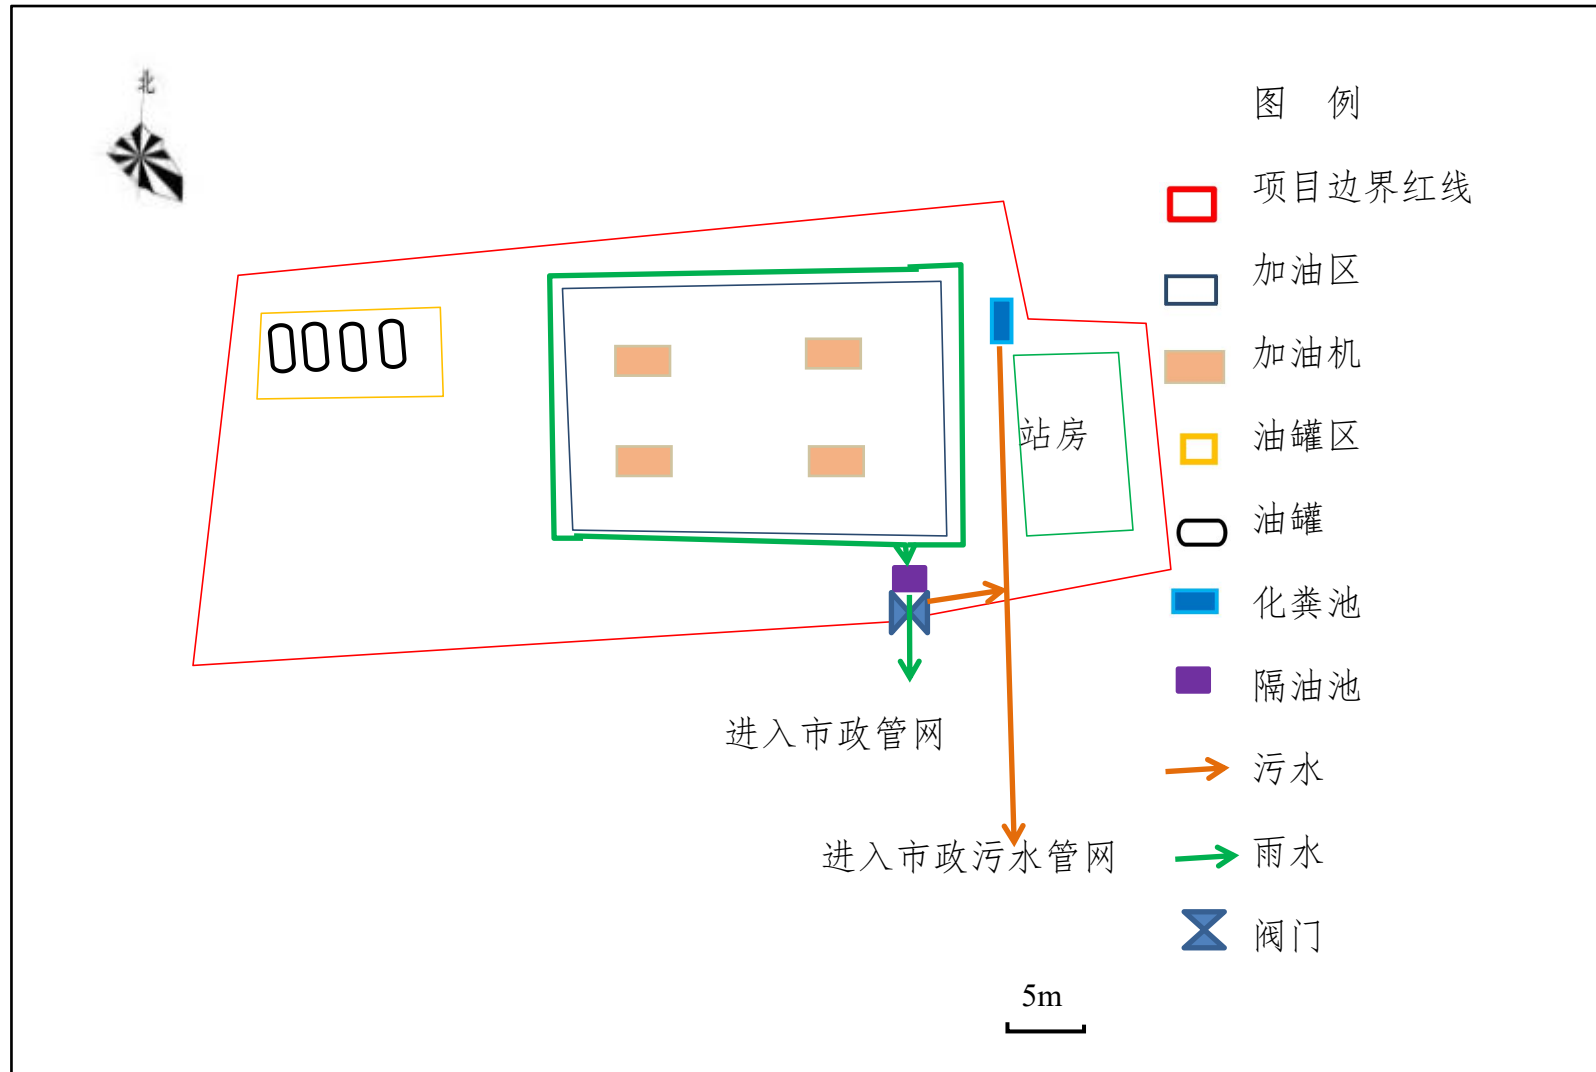 北
图 例
项目边界红线
加油区
加油机
油罐区
油罐
化粪池
隔油池
污水
雨水
阀门
站房
进入市政管网
进入市政污水管网
5m